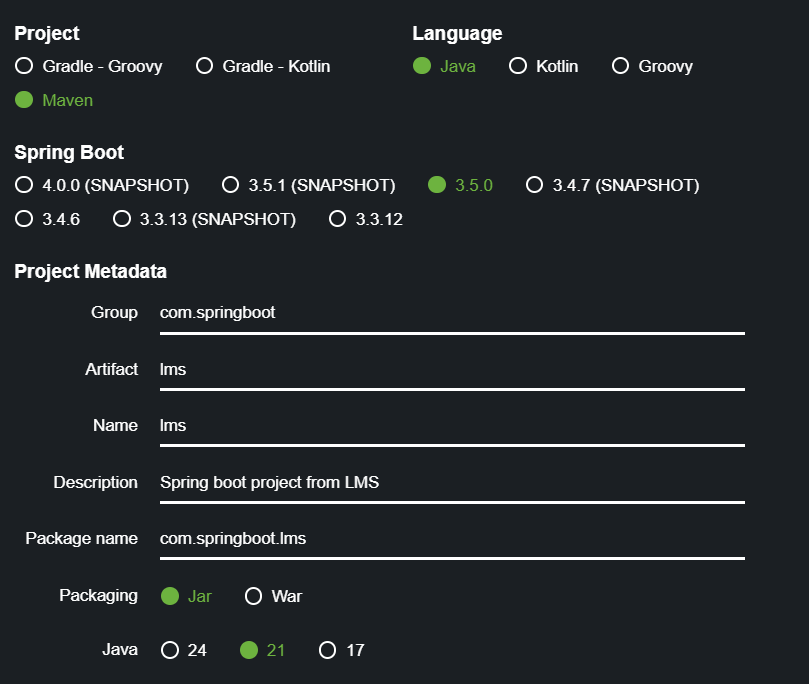 Project
Language
Gradle - Groovy Gradle - Kotlin
Java Kotlin Groovy
Maven
Spring Boot
4.0.0 (SNAPSHOT) 3.5.1 (SNAPSHOT) 3.5.0 3.4.7 (SNAPSHOT)
3.4.6 3.3.13 (SNAPSHOT) 3.3.12
Project Metadata
Group com.springboot
Artifact lms
Name lms
Description Spring boot project from LMS
Package name com.springboot.lms
Packaging Jar War
Java 24 21 17